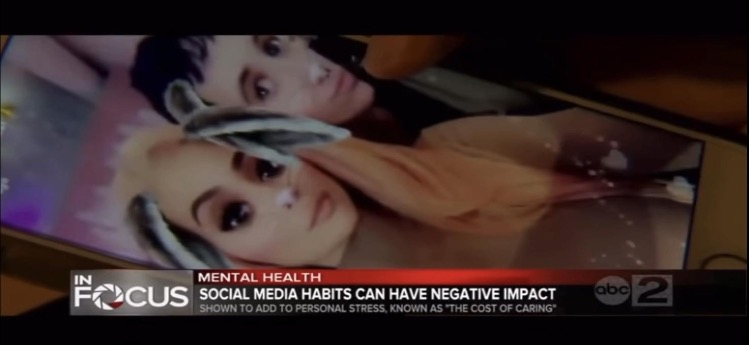 MENTAL HEALTH
IN FOCUS
SOCIAL MEDIA HABITS CAN HAVE NEGATIVE IMPACT
SHOWN TO ADD TO PERSONAL STRESS, KNOWN AS "THE COST OF CARING"
abc 2